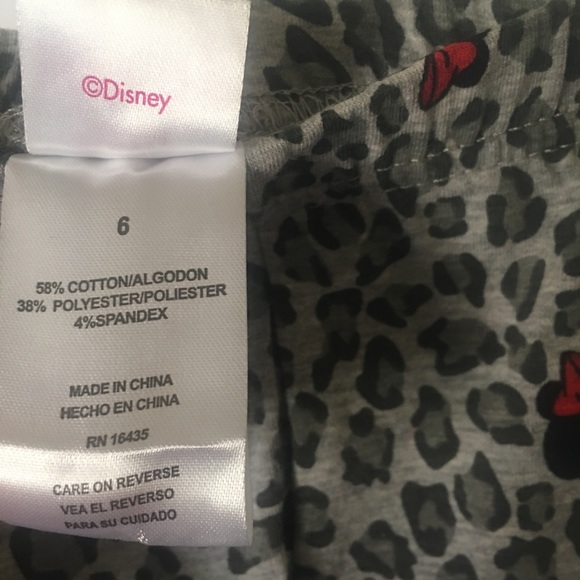 ©Disney
6
58% COTTON/ALGODON
38% POLYESTER/POLIESTER
4%SPANDEX
MADE IN CHINA
HECHO EN CHINA
RN 16435
CARE ON REVERSE
VEA EL REVERSO
PARA SU CUIDADO